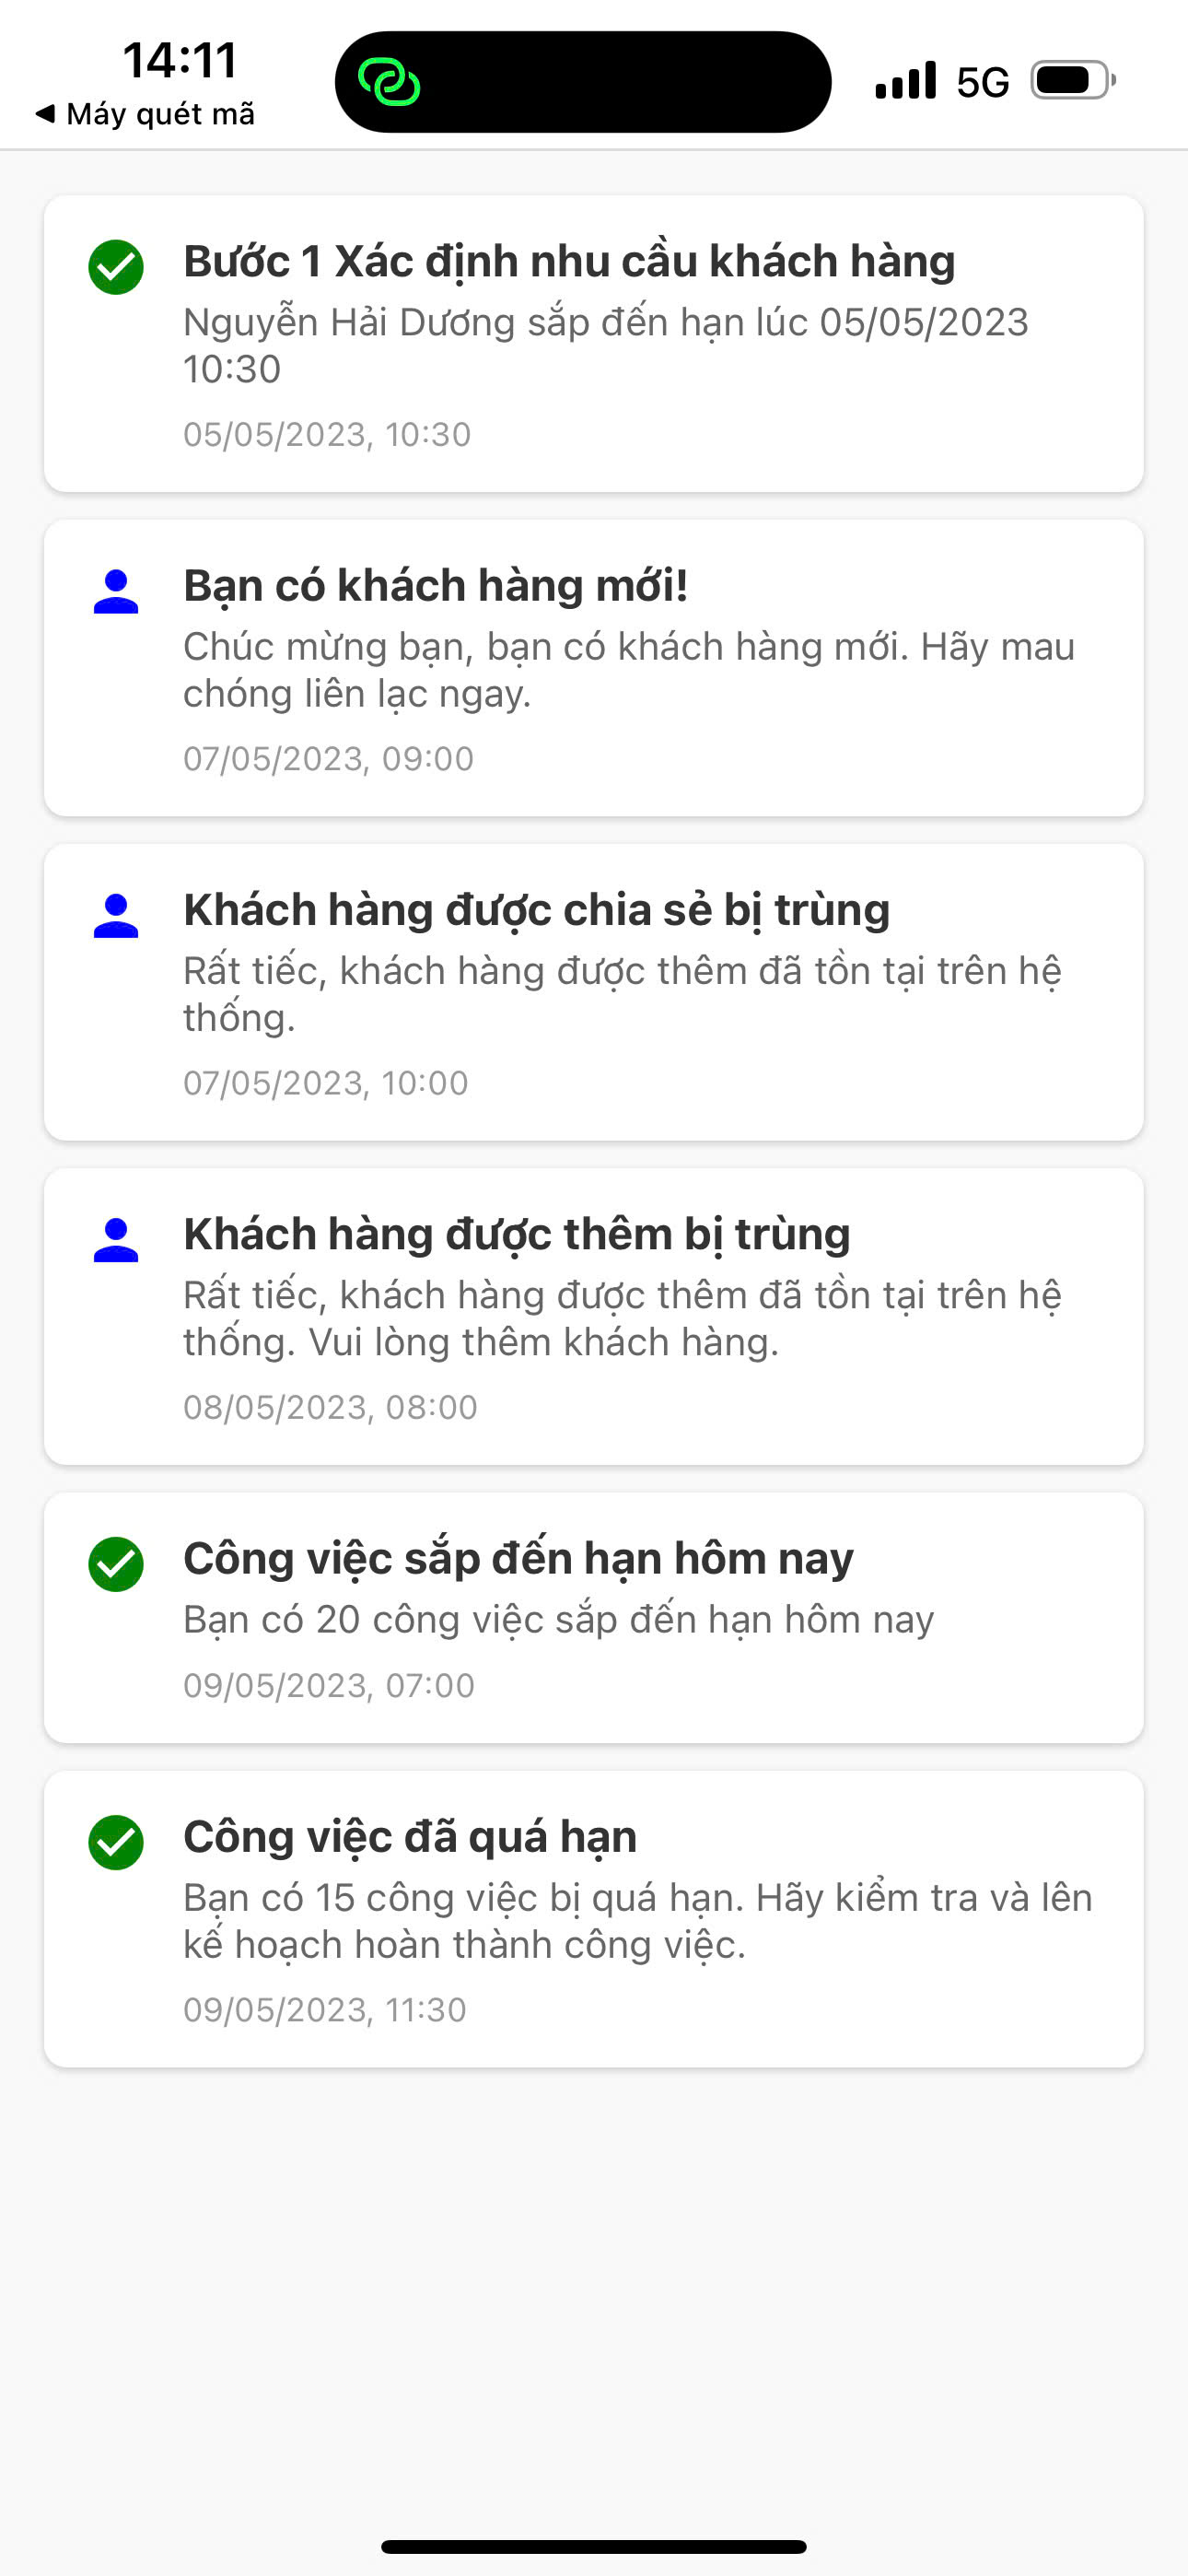 14:11
5G
◀ Máy quét mã
Bước 1 Xác định nhu cầu khách hàng
Nguyễn Hải Dương sắp đến hạn lúc 05/05/2023
10:30
05/05/2023, 10:30
Bạn có khách hàng mới!
Chúc mừng bạn, bạn có khách hàng mới. Hãy mau
chóng liên lạc ngay.
07/05/2023, 09:00
Khách hàng được chia sẻ bị trùng
Rất tiếc, khách hàng được thêm đã tồn tại trên hệ
thống.
07/05/2023, 10:00
Khách hàng được thêm bị trùng
Rất tiếc, khách hàng được thêm đã tồn tại trên hệ
thống. Vui lòng thêm khách hàng.
08/05/2023, 08:00
Công việc sắp đến hạn hôm nay
Bạn có 20 công việc sắp đến hạn hôm nay
09/05/2023, 07:00
Công việc đã quá hạn
Bạn có 15 công việc bị quá hạn. Hãy kiểm tra và lên
kế hoạch hoàn thành công việc.
09/05/2023, 11:30